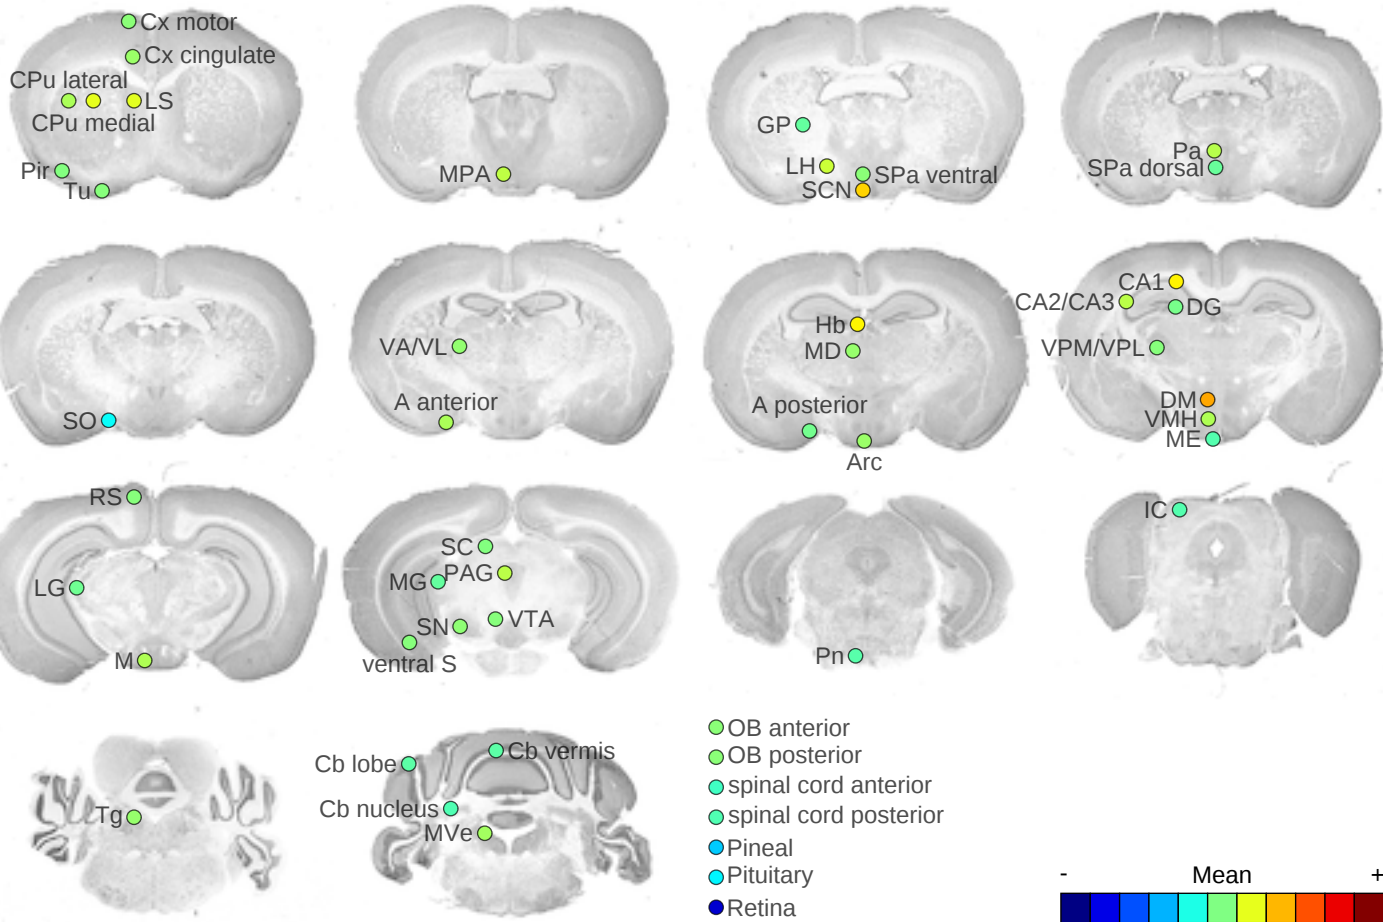 Cx motor
Cx cingulate
CPu lateral
LS
CPu medial
Pir
Tu
MPA
GP
LH
SPa ventral
SCN
Pa
SPa dorsal
SO
VA/VL
A anterior
Hb
MD
A posterior
Arc
CA1
CA2/CA3
DG
VPM/VPL
DM
VMH
ME
RS
LG
M
SC
MG
PAG
SN
VTA
ventral S
Pn
IC
Tg
Cb lobe
Cb vermis
Cb nucleus
MVe
OB anterior
OB posterior
spinal cord anterior
spinal cord posterior
Pineal
Pituitary
Retina
- Mean +